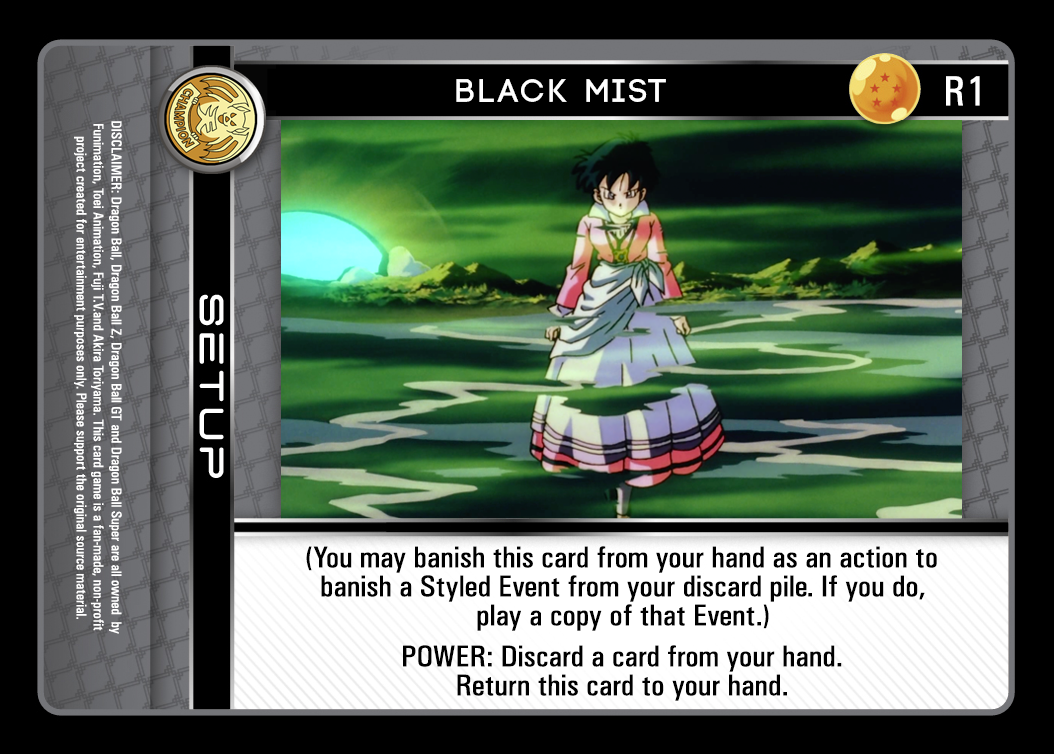 BLACK MIST
R1
CHAMPION
SETUP
DISCLAIMER: Dragon Ball, Dragon Ball Z, Dragon Ball GT and Dragon Ball Super are all owned by
Funimation, Toei Animation, Fuji T.V.and Akira Toriyama. This card game is a fan-made, non-profit
project created for entertainment purposes only. Please support the original source material.
(You may banish this card from your hand as an action to
banish a Styled Event from your discard pile. If you do,
play a copy of that Event.)
POWER: Discard a card from your hand.
Return this card to your hand.